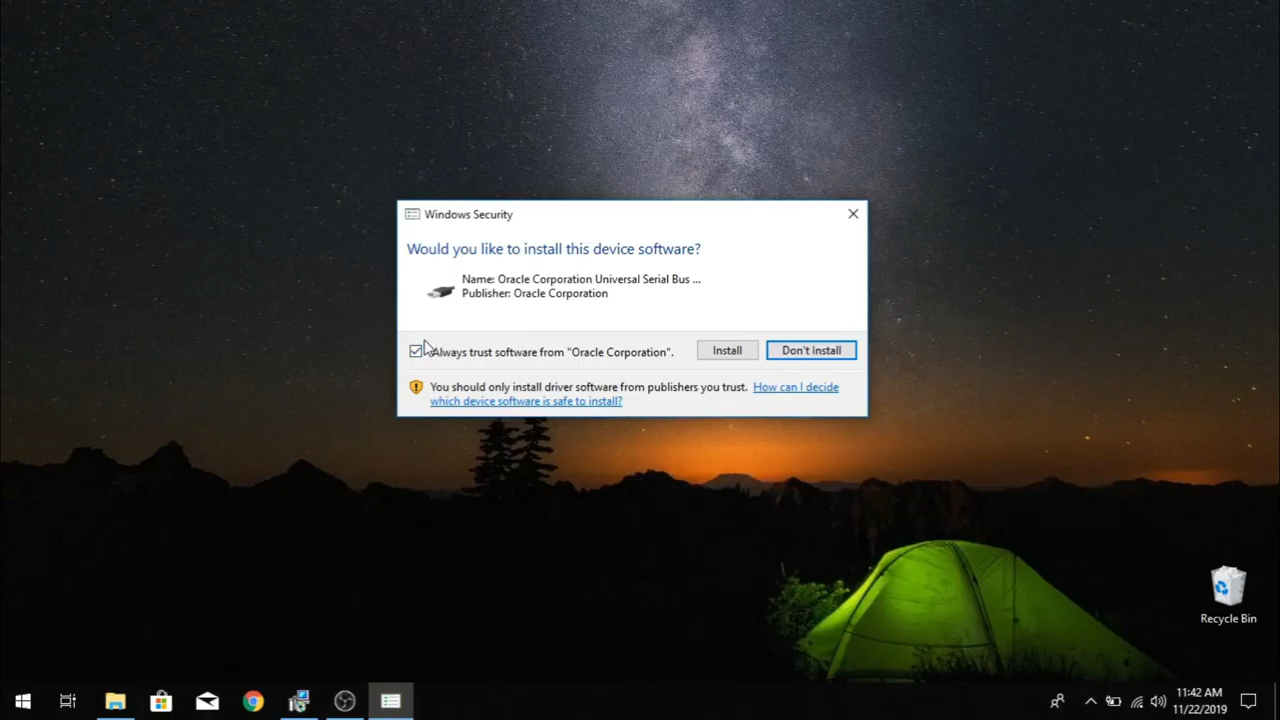 Windows Security
Would you like to install this device software?
Name: Oracle Corporation Universal Serial Bus ...
Publisher: Oracle Corporation
Always trust software from "Oracle Corporation".
Install
Don't Install
You should only install driver software from publishers you trust. How can I decide
which device software is safe to install?
Recycle Bin
11:42 AM
11/22/2019